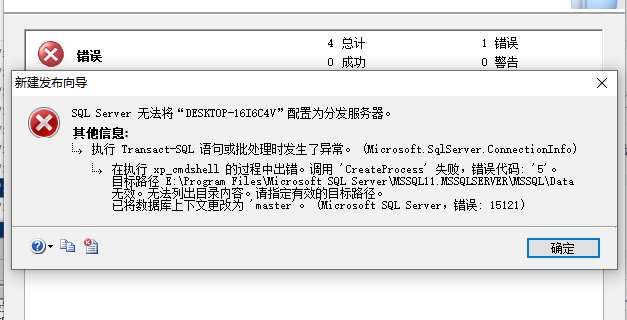 错误
4 总计
1 错误
0 成功
0 警告
新建发布向导
SQL Server 无法将“DESKTOP-16I6C4V”配置为分发服务器。
其他信息:
执行 Transact-SQL 语句或批处理时发生了异常。 (Microsoft.SqlServer.ConnectionInfo)
在执行 xp_cmdshell 的过程中出错。调用 'CreateProcess' 失败，错误代码: '5'。
目标路径 E:\Program Files\Microsoft SQL Server\MSSQL11.MSSQLSERVER\MSSQL\Data
无效。无法列出目录内容。请指定有效的目标路径。
已将数据库上下文更改为 'master'。 (Microsoft SQL Server，错误: 15121)
确定